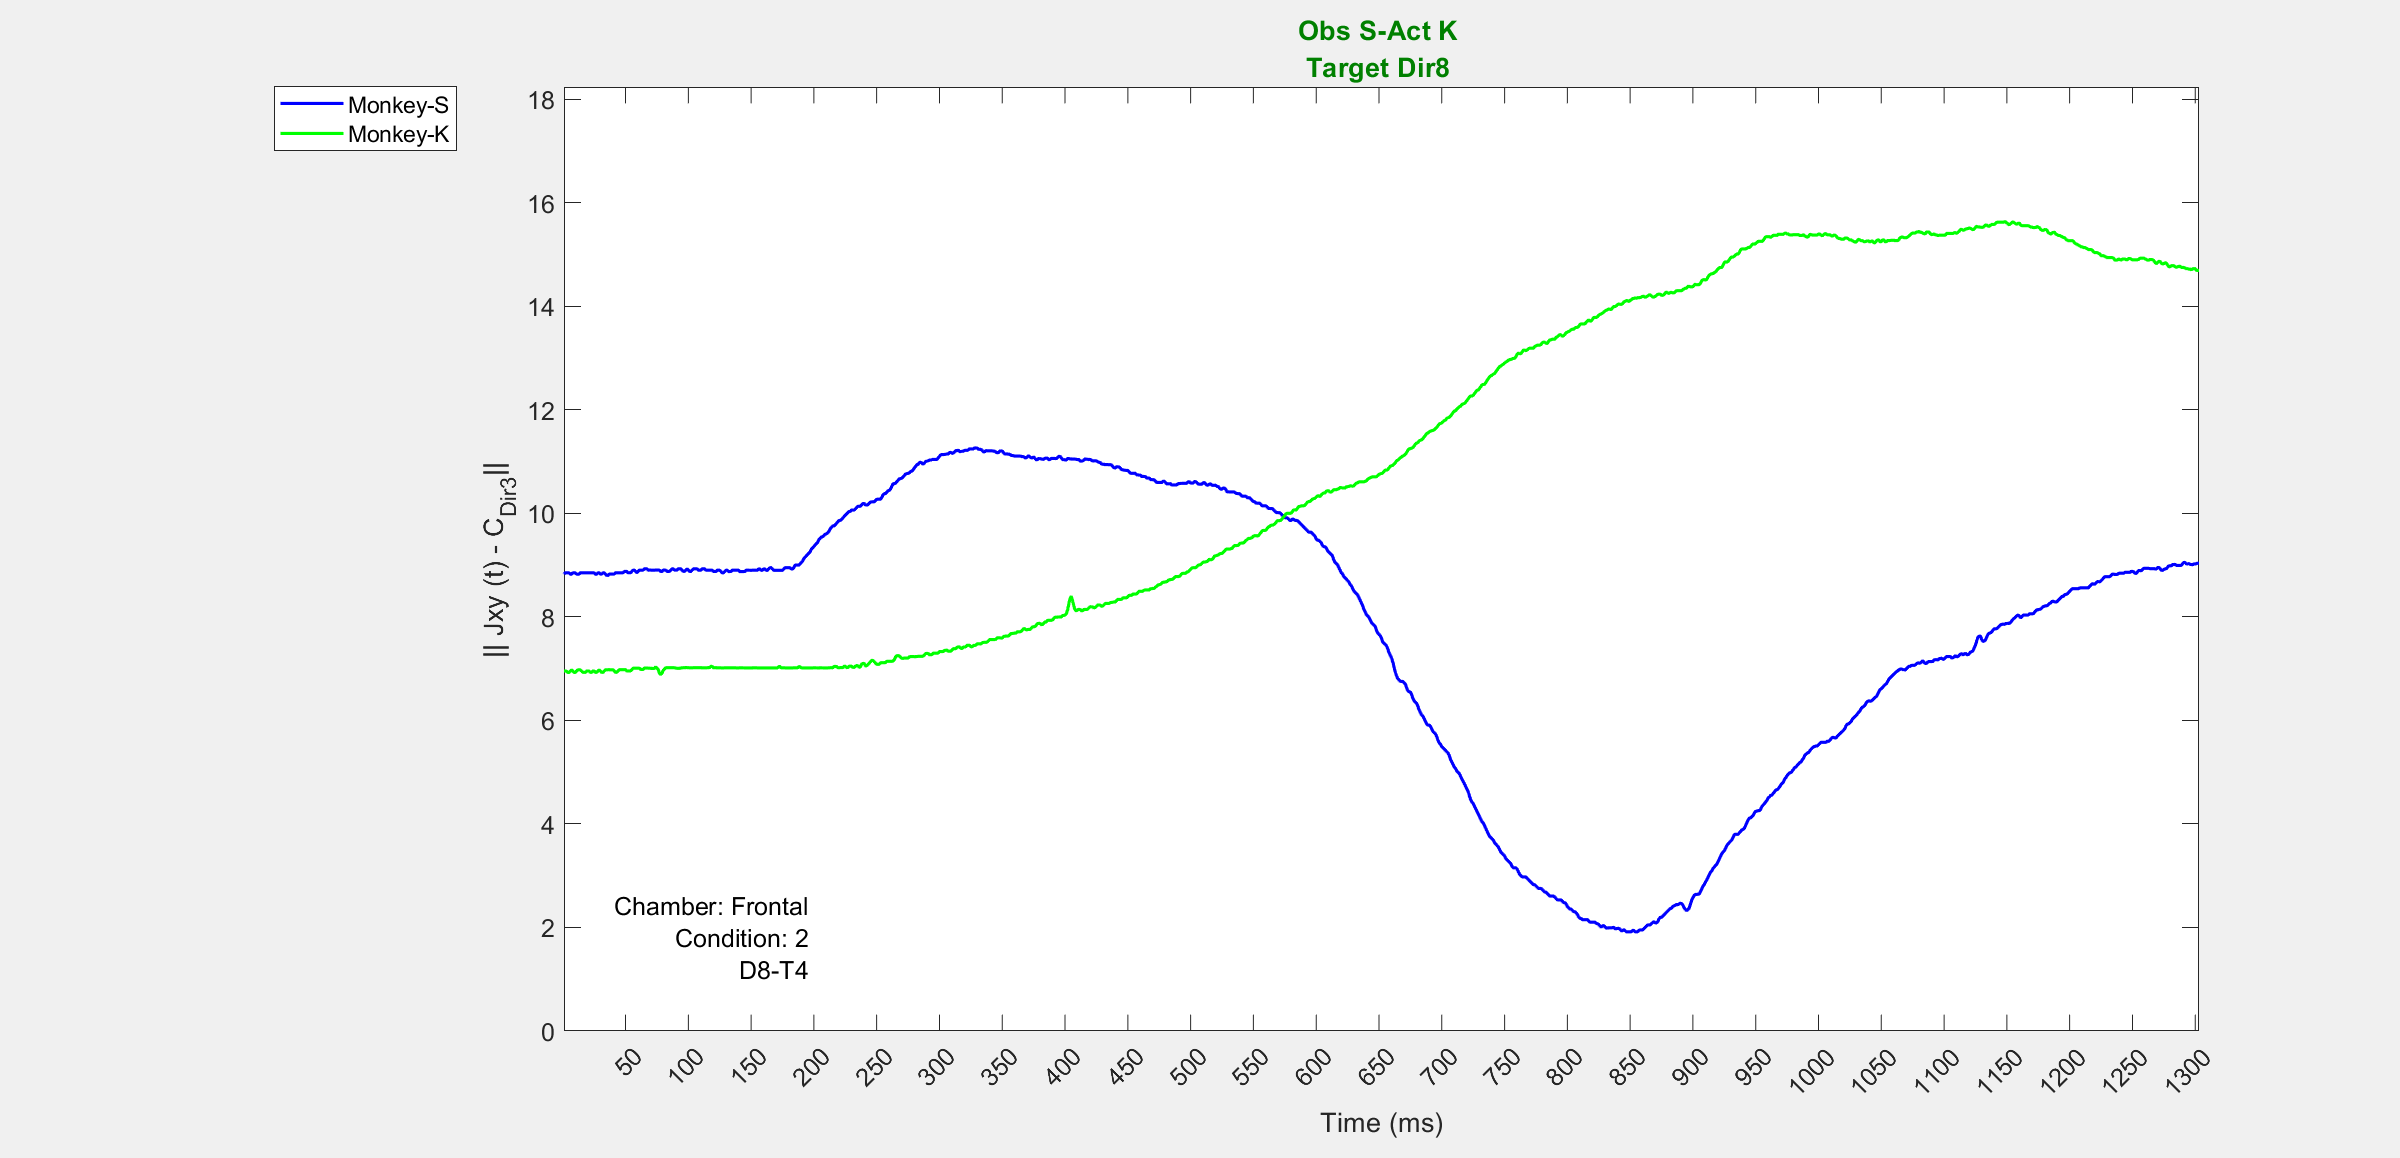 Obs S-Act K
Target Dir8
Monkey-S
Monkey-K
18
16
14
12
10
8
6
4
2
0
|| Jxy (t) - C_Dir3||
Chamber: Frontal
Condition: 2
D8-T4
50 100 150 200 250 300 350 400 450 500 550 600 650 700 750 800 850 900 950 1000 1050 1100 1150 1200 1250 1300
Time (ms)